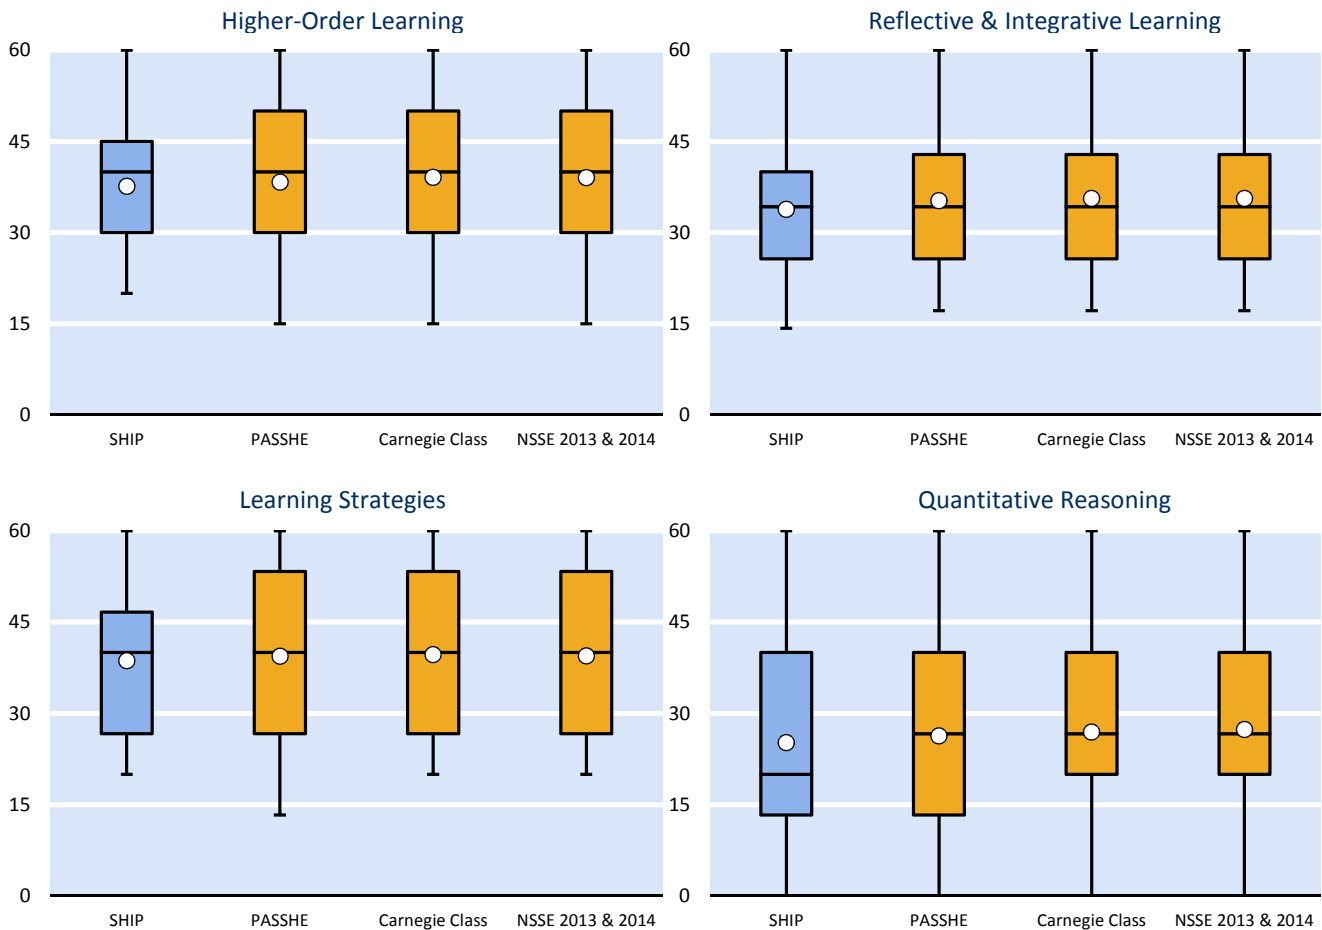 Higher-Order Learning
60
45
30
15
0
SHIP PASSHE Carnegie Class NSSE 2013 & 2014
Reflective & Integrative Learning
60
45
30
15
0
SHIP PASSHE Carnegie Class NSSE 2013 & 2014
Learning Strategies
60
45
30
15
0
SHIP PASSHE Carnegie Class NSSE 2013 & 2014
Quantitative Reasoning
60
45
30
15
0
SHIP PASSHE Carnegie Class NSSE 2013 & 2014